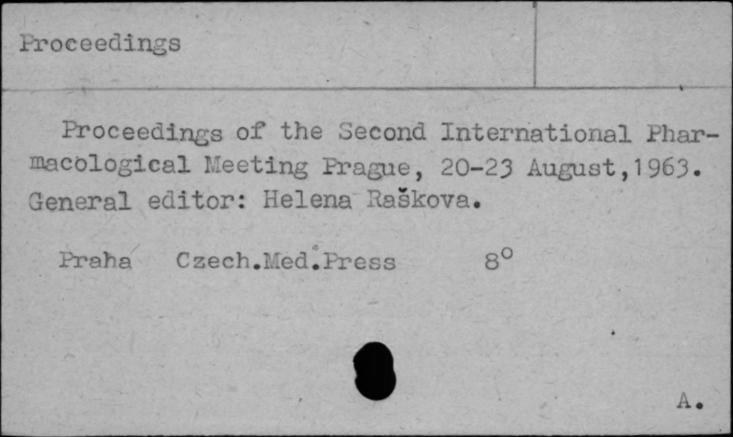 Proceedings
Proceedings of the Second International Phar-
macological Meeting Prague, 20-23 August,1963.
General editor: Helena Raškova.
Praha Czech.Med.Press 8°
A.